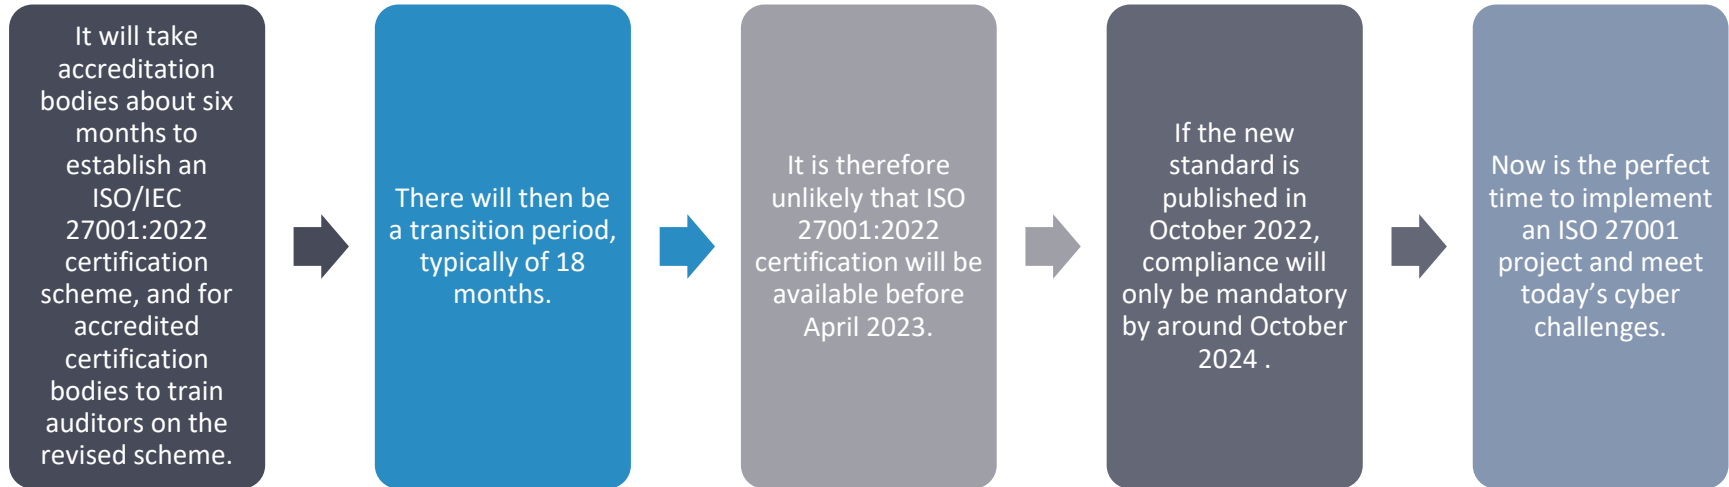 It will take
accreditation
bodies about six
months to
establish an
ISO/IEC
27001:2022
certification
scheme, and for
accredited
certification
bodies to train
auditors on the
revised scheme.
There will then be
a transition period,
typically of 18
months.
It is therefore
unlikely that ISO
27001:2022
certification will be
available before
April 2023.
If the new
standard is
published in
October 2022,
compliance will
only be mandatory
by around October
2024 .
Now is the perfect
time to implement
an ISO 27001
project and meet
today’s cyber
challenges.